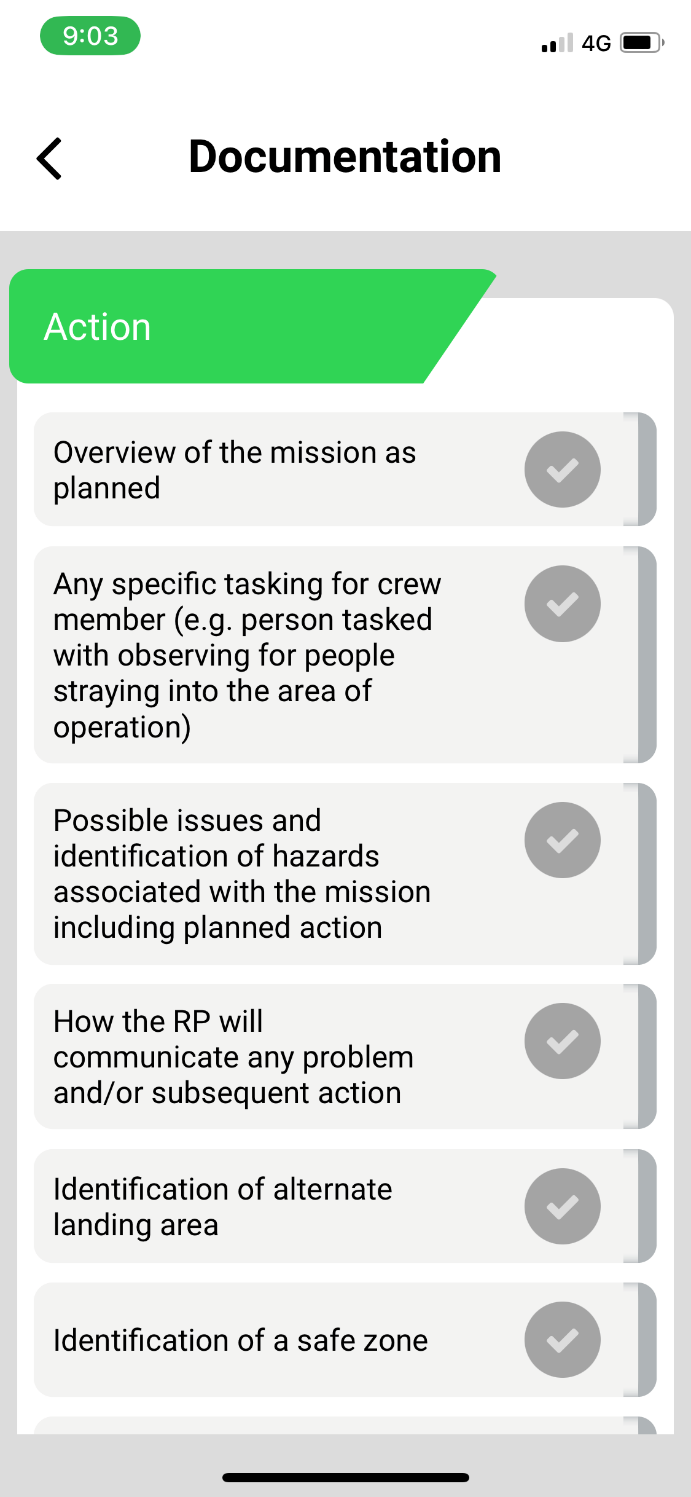 9:03
4G
Documentation
Action
Overview of the mission as
planned
Any specific tasking for crew
member (e.g. person tasked
with observing for people
straying into the area of
operation)
Possible issues and
identification of hazards
associated with the mission
including planned action
How the RP will
communicate any problem
and/or subsequent action
Identification of alternate
landing area
Identification of a safe zone